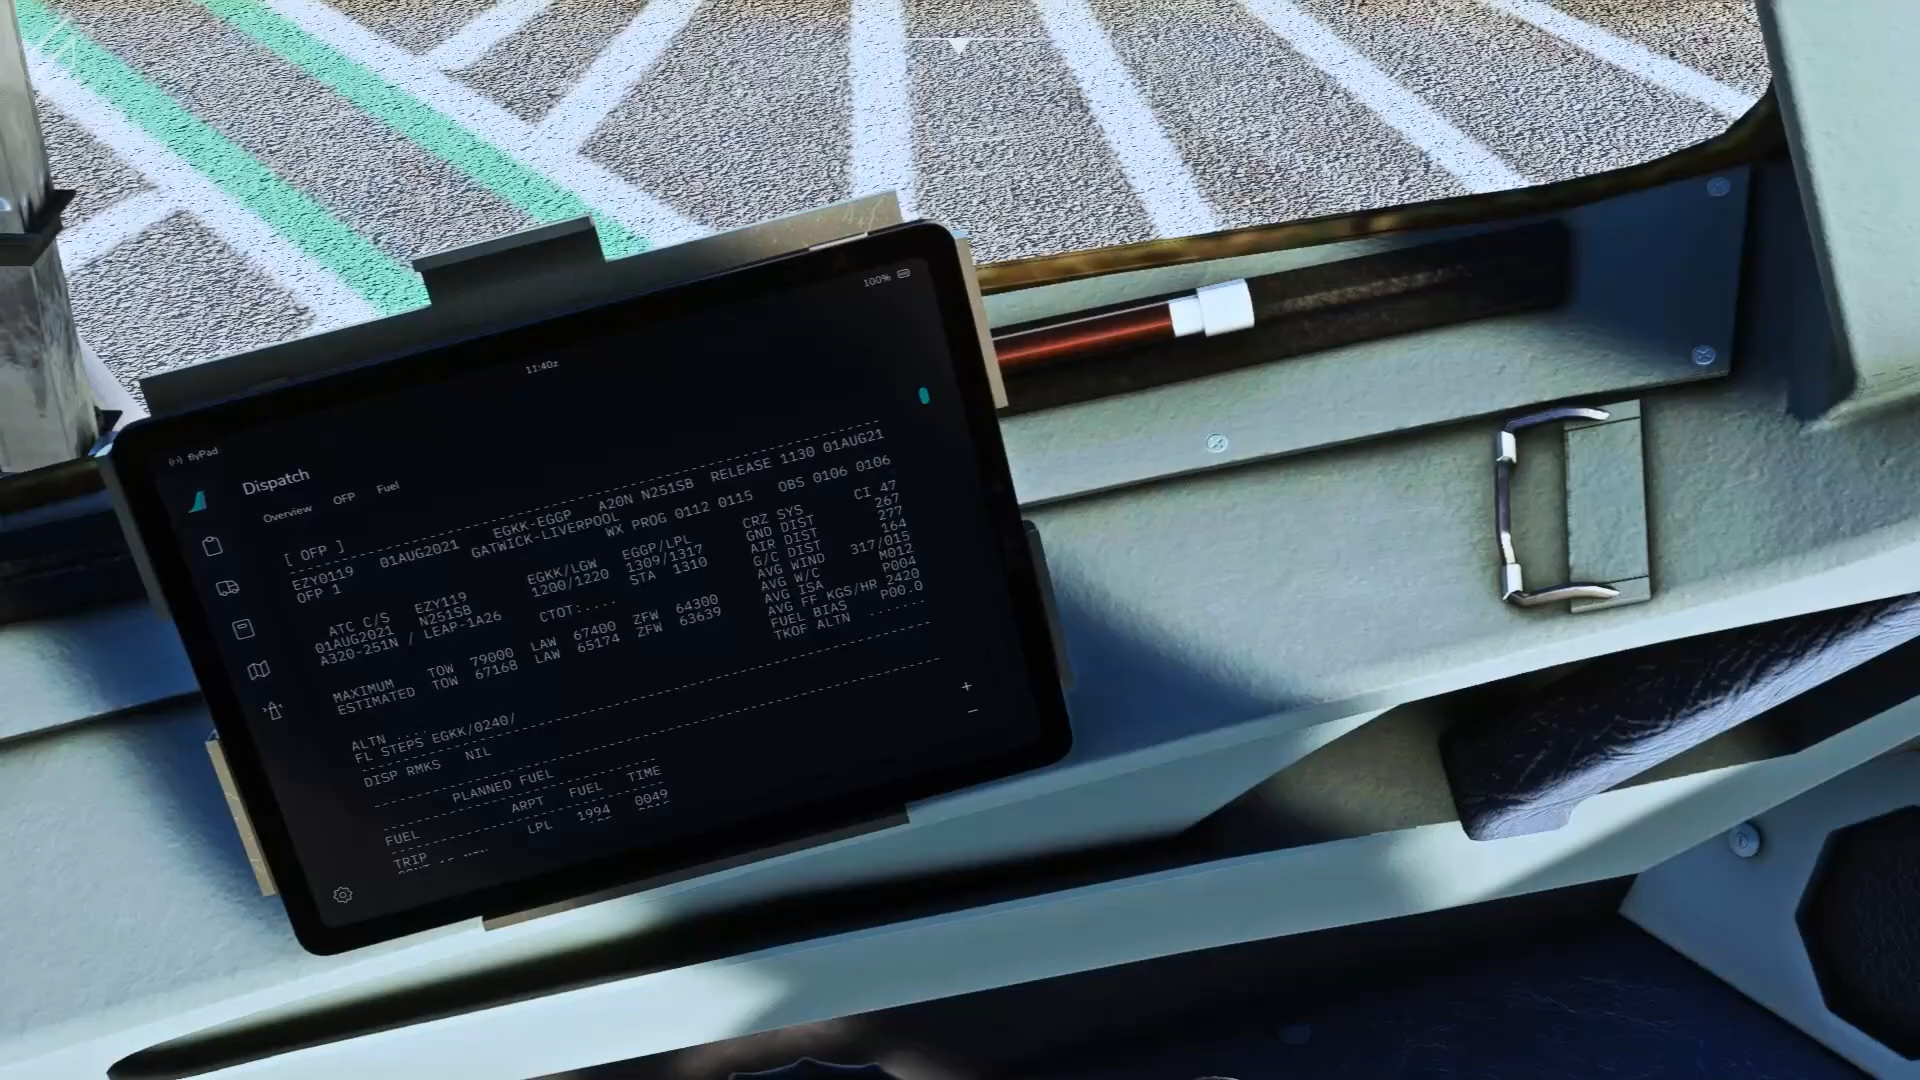 100%
11:40z
flyPad
Dispatch
Overview OFP Fuel
[ OFP ]
EZY0119 01AUG2021 EGKK-EGGP A20N N251SB RELEASE 1130 01AUG21
OFP 1 GATWICK-LIVERPOOL
WX PROG 0112 0115 OBS 0106 0106
ATC C/S EZY119 EGKK/LGW EGGP/LPL CRZ SYS CI 47
01AUG2021 N251SB 1200/1220 1309/1317 GND DIST 267
A320-251N / LEAP-1A26 STA 1310 AIR DIST 277
CTOT:.... G/C DIST 164
AVG WIND 317/015
MAXIMUM TOW 79000 LAW 67400 ZFW 64300 AVG W/C M012
ESTIMATED TOW 67168 LAW 65174 ZFW 63639 AVG ISA P004
AVG FF KGS/HR 2420
FUEL BIAS P00.0
ALTN .... TKOF ALTN .......
FL STEPS EGKK/0240/
DISP RMKS NIL
PLANNED FUEL
FUEL ARPT FUEL TIME
TRIP LPL 1994 0049
+
-